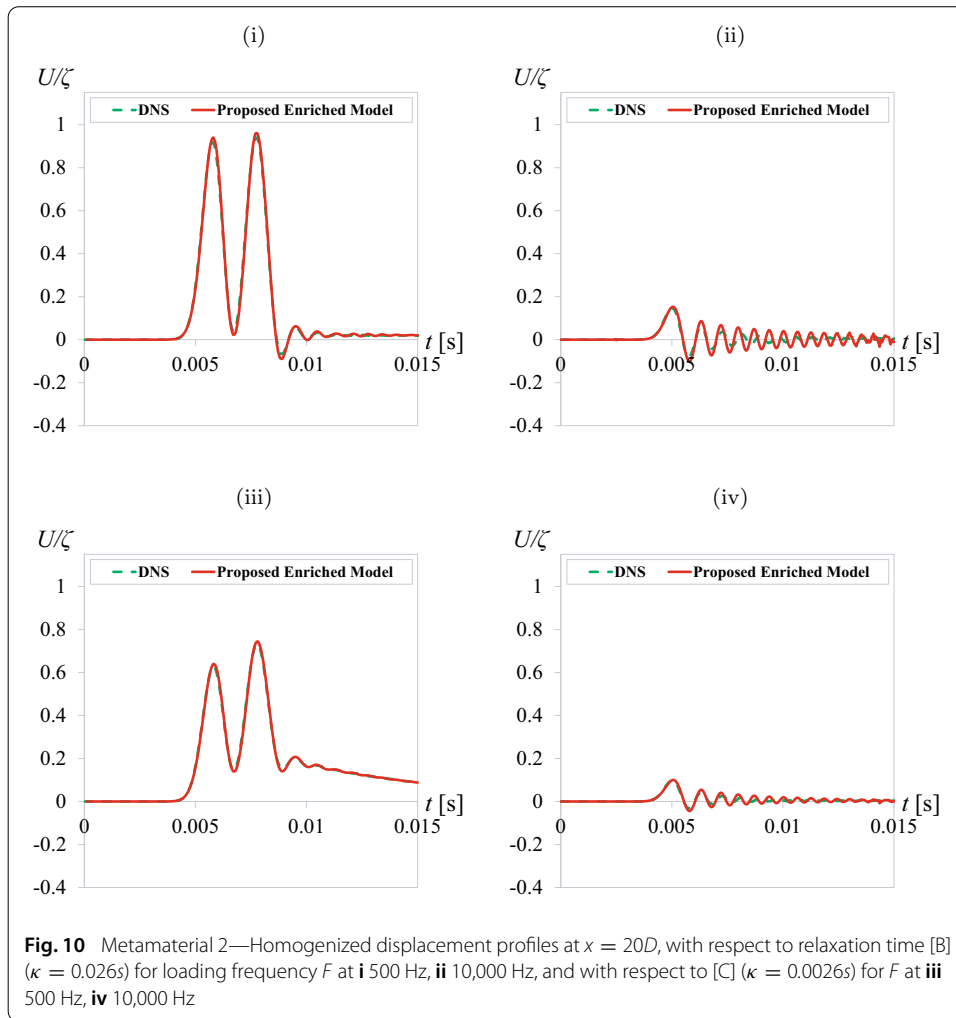 (i)
U/ζ
DNS Proposed Enriched Model
1
0.8
0.6
0.4
0.2
0
-0.2
-0.4
0 0.005 0.01 0.015
t [s]
(ii)
U/ζ
DNS Proposed Enriched Model
1
0.8
0.6
0.4
0.2
0
-0.2
-0.4
0 0.005 0.01 0.015
t [s]
(iii)
U/ζ
DNS Proposed Enriched Model
1
0.8
0.6
0.4
0.2
0
-0.2
-0.4
0 0.005 0.01 0.015
t [s]
(iv)
U/ζ
DNS Proposed Enriched Model
1
0.8
0.6
0.4
0.2
0
-0.2
-0.4
0 0.005 0.01 0.015
t [s]
Fig. 10 Metamaterial 2—Homogenized displacement profiles at x = 20D, with respect to relaxation time [B]
(κ = 0.026s) for loading frequency F at i 500 Hz, ii 10,000 Hz, and with respect to [C] (κ = 0.0026s) for F at iii
500 Hz, iv 10,000 Hz